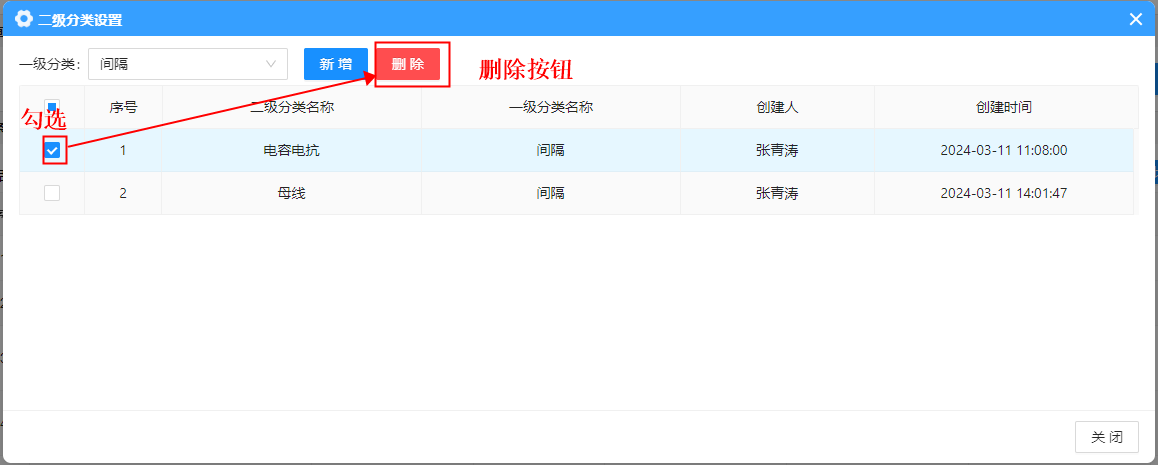 二级分类设置
一级分类： 间隔 新 增 删 除 删除按钮
序号 二级分类名称 一级分类名称 创建人 创建时间
勾选
1 电容电抗 间隔 张青涛 2024-03-11 11:08:00
2 母线 间隔 张青涛 2024-03-11 14:01:47
关 闭